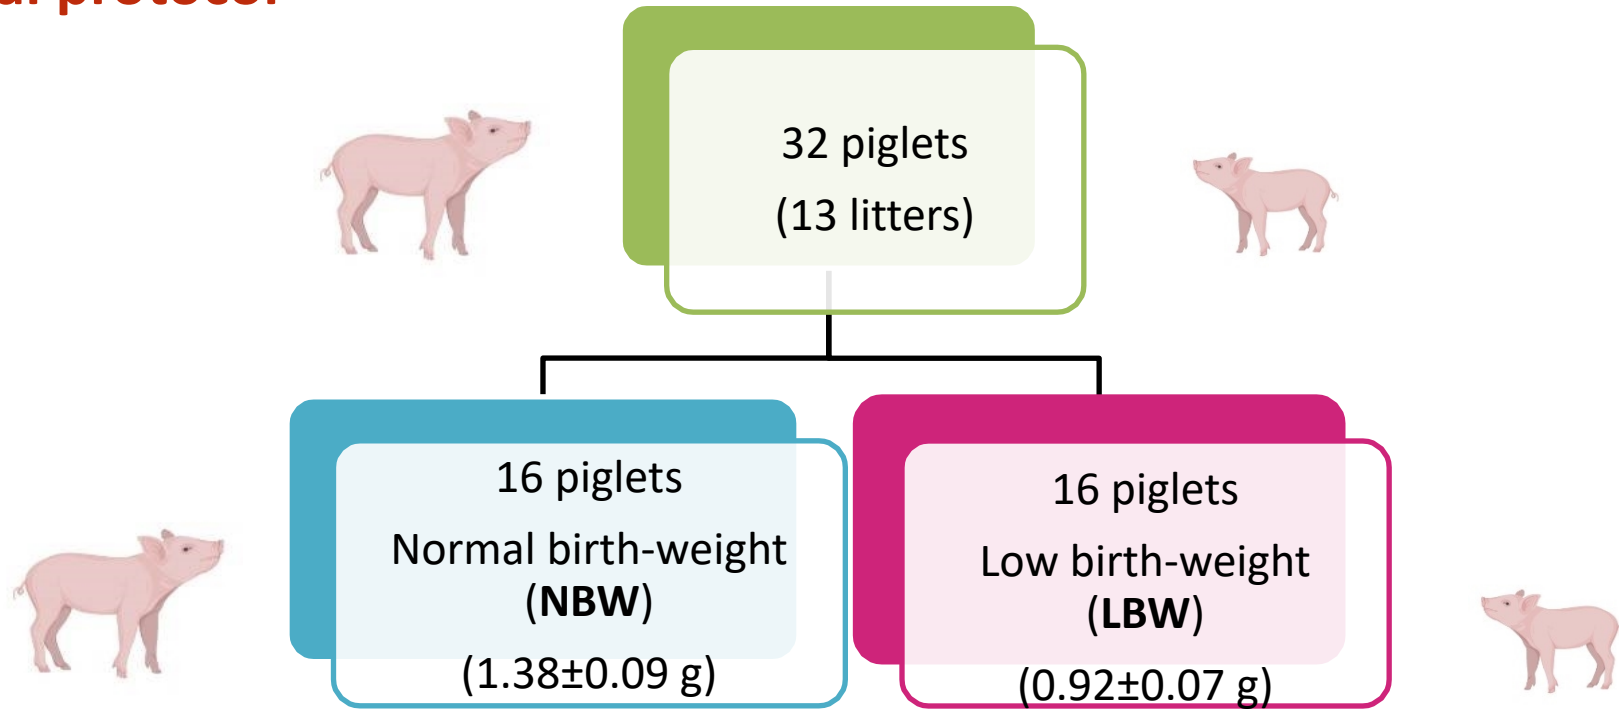 protocol
32 piglets
(13 litters)
16 piglets
Normal birth-weight
(NBW)
(1.38±0.09 g)
16 piglets
Low birth-weight
(LBW)
(0.92±0.07 g)